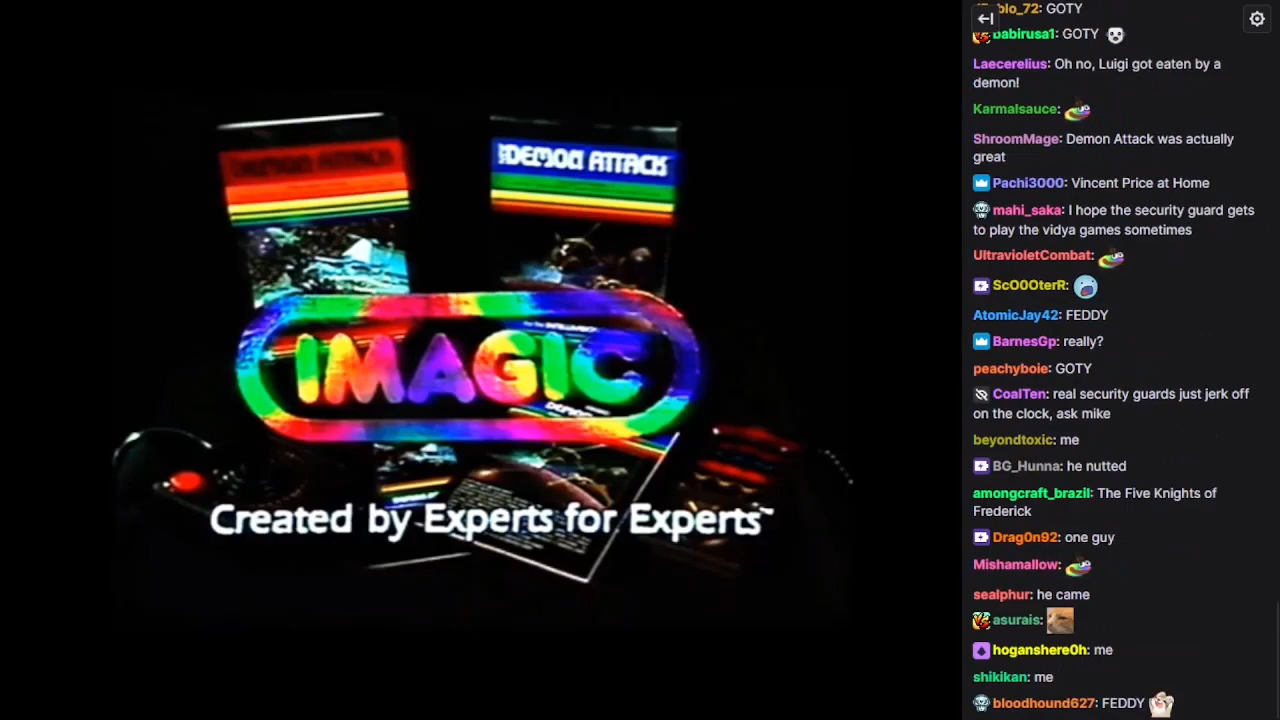 DEMON ATTACK
DEMON ATTACK
IMAGIC
Created by Experts for Experts™
blo_72: GOTY
babirusa1: GOTY
Laecerelius: Oh no, Luigi got eaten by a
demon!
Karmalsauce:
ShroomMage: Demon Attack was actually
great
Pachi3000: Vincent Price at Home
mahi_saka: I hope the security guard gets
to play the vidya games sometimes
UltravioletCombat:
ScO0OterR:
AtomicJay42: FEDDY
BarnesGp: really?
peachyboie: GOTY
CoalTen: real security guards just jerk off
on the clock, ask mike
beyondtoxic: me
BG_Hunna: he nutted
amongcraft_brazil: The Five Knights of
Frederick
Drag0n92: one guy
Mishamallow:
sealphur: he came
asurais:
hoganshere0h: me
shikikan: me
bloodhound627: FEDDY